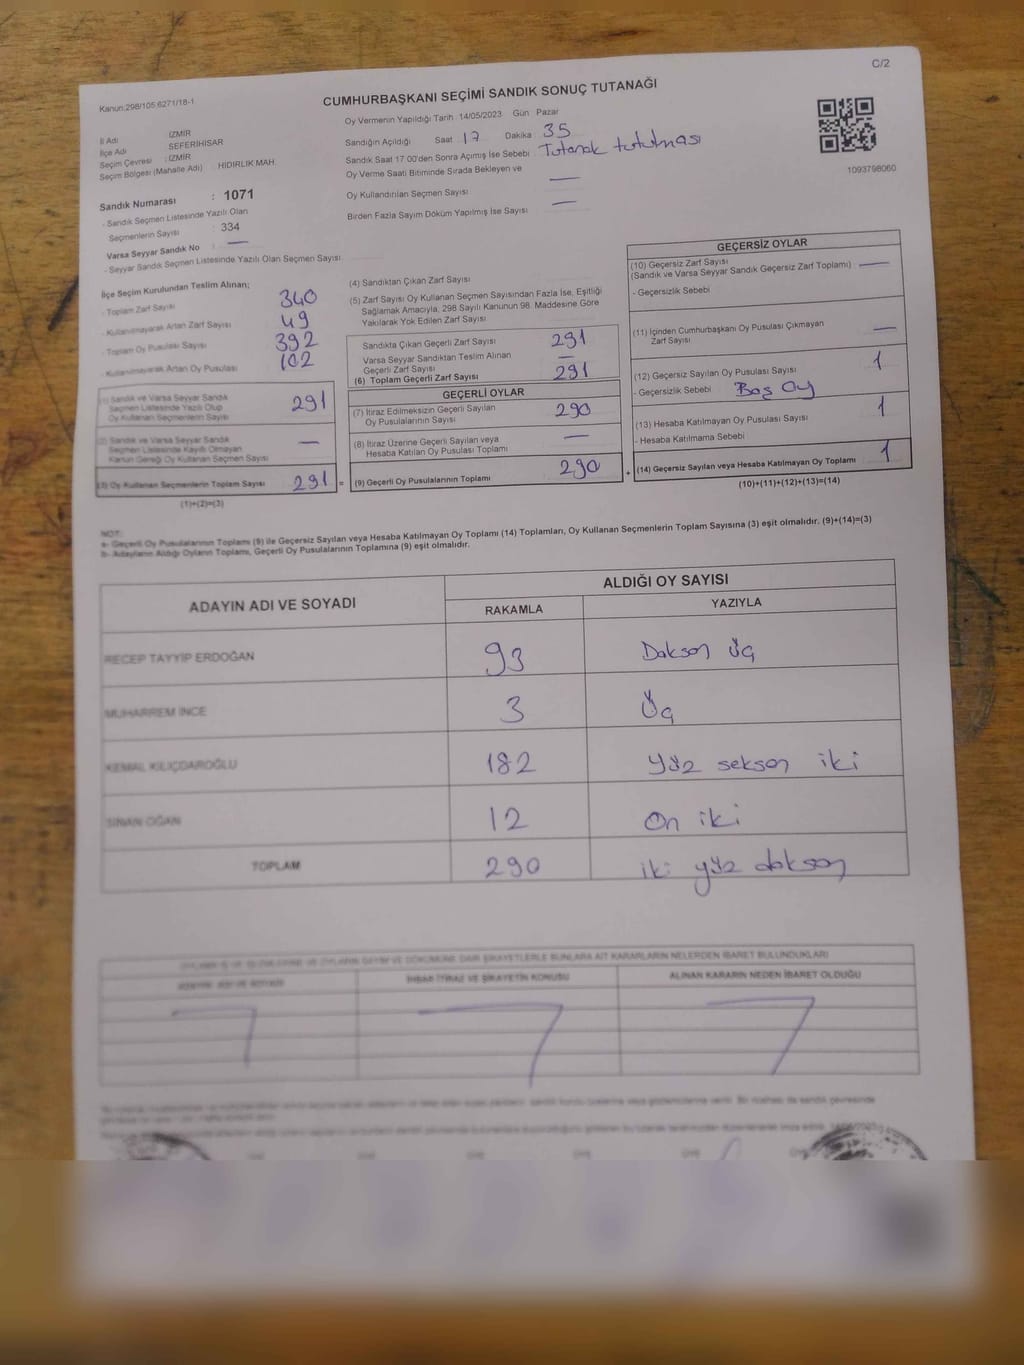 C/2
Kanun:298/105 6271/18-1
CUMHURBAŞKANI SEÇİMİ SANDIK SONUÇ TUTANAĞI
Oy Vermenin Yapıldığı Tarih 14/05/2023 Gün Pazar
İl Adı İZMİR
İlçe Adı SEFERİHİSAR
Seçim Çevresi : İZMİR
Seçim Bölgesi (Mahalle Adı) : HIDIRLIK MAH.
Sandık Numarası : 1071
- Sandık Seçmen Listesinde Yazılı Olan
Seçmenlerin Sayısı : 334
Varsa Seyyar Sandık No : —
- Seyyar Sandık Seçmen Listesinde Yazılı Olan Seçmen Sayısı
Sandığın Açıldığı Saat 17 Dakika 35
Sandık Saat 17.00'den Sonra Açımış İse Sebebi Tutanak tutulması
Oy Verme Saati Bitiminde Sırada Bekleyen ve —
Oy Kullandırılan Seçmen Sayısı
Birden Fazla Sayım Döküm Yapılmış İse Sayısı —
1093798060
İlçe Seçim Kurulundan Teslim Alınan;
- Toplam Zarf Sayısı 340
- Kullanılmayarak Artan Zarf Sayısı 49
- Toplam Oy Pusulası Sayısı 392
- Kullanılmayarak Artan Oy Pusulası 102
(1) Sandık ve Varsa Seyyar Sandık
Seçmen Listesinde Yazılı Olup
Oy Kullanan Seçmenlerin Sayısı 291
(2) Sandık ve Varsa Seyyar Sandık
Seçmen Listesinde Kayıtlı Olmayan
Kanun Gereği Oy Kullanan Seçmen Sayısı —
(3) Oy Kullanan Seçmenlerin Toplam Sayısı 291 =
(1)+(2)=(3)
(4) Sandıktan Çıkan Zarf Sayısı
(5) Zarf Sayısı Oy Kullanan Seçmen Sayısından Fazla İse, Eşitliği
Sağlamak Amacıyla, 298 Sayılı Kanunun 98. Maddesine Göre
Yakılarak Yok Edilen Zarf Sayısı
Sandıkta Çıkan Geçerli Zarf Sayısı 291
Varsa Seyyar Sandıktan Teslim Alınan
Geçerli Zarf Sayısı —
(6) Toplam Geçerli Zarf Sayısı 291
GEÇERLİ OYLAR
(7) İtiraz Edilmeksizin Geçerli Sayılan
Oy Pusulalarının Sayısı 290
(8) İtiraz Üzerine Geçerli Sayılan veya
Hesaba Katılan Oy Pusulası Toplamı —
(9) Geçerli Oy Pusulalarının Toplamı 290 +
GEÇERSİZ OYLAR
(10) Geçersiz Zarf Sayısı
(Sandık ve Varsa Seyyar Sandık Geçersiz Zarf Toplamı) —
- Geçersizlik Sebebi
(11) İçinden Cumhurbaşkanı Oy Pusulası Çıkmayan
Zarf Sayısı —
(12) Geçersiz Sayılan Oy Pusulası Sayısı 1
- Geçersizlik Sebebi Boş Oy
(13) Hesaba Katılmayan Oy Pusulası Sayısı 1
- Hesaba Katılmama Sebebi
(14) Geçersiz Sayılan veya Hesaba Katılmayan Oy Toplamı 1
(10)+(11)+(12)+(13)=(14)
NOT:
a- Geçerli Oy Pusulalarının Toplamı (9) ile Geçersiz Sayılan veya Hesaba Katılmayan Oy Toplamı (14) Toplamları, Oy Kullanan Seçmenlerin Toplam Sayısına (3) eşit olmalıdır. (9)+(14)=(3)
b- Adayların Aldığı Oyların Toplamı, Geçerli Oy Pusulalarının Toplamına (9) eşit olmalıdır.
ADAYIN ADI VE SOYADI ALDIĞI OY SAYISI
RAKAMLA YAZIYLA
RECEP TAYYİP ERDOĞAN 93 Doksan üç
MUHARREM İNCE 3 Üç
KEMAL KILIÇDAROĞLU 182 yüz seksen iki
SİNAN OĞAN 12 On iki
TOPLAM 290 iki yüz doksan
DÖKÜMÜNE DAİR ŞİKAYETLERLE BUNLARA AİT KARARLARIN NELERDEN İBARET BULUNDUKLARI
İHBAR İTİRAZ VE ŞİKAYETİN KONUSU ALINAN KARARIN NEDEN İBARET OLDUĞU